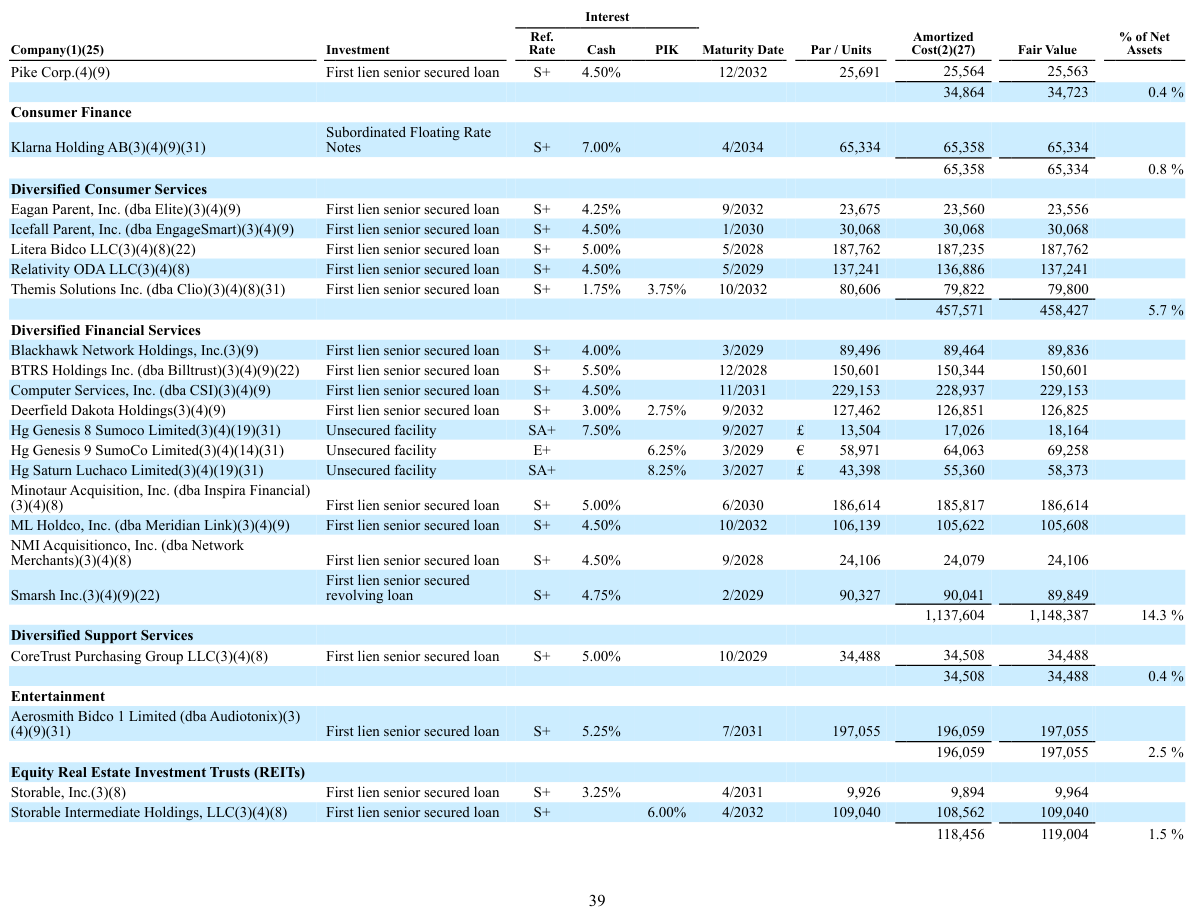 Interest
Company(1)(25) Investment Ref. Rate Cash PIK Maturity Date Par / Units Amortized Cost(2)(27) Fair Value % of Net Assets
Pike Corp.(4)(9) First lien senior secured loan S+ 4.50% 12/2032 25,691 25,564 25,563
34,864 34,723 0.4 %
Consumer Finance
Klarna Holding AB(3)(4)(9)(31) Subordinated Floating Rate Notes S+ 7.00% 4/2034 65,334 65,358 65,334
65,358 65,334 0.8 %
Diversified Consumer Services
Eagan Parent, Inc. (dba Elite)(3)(4)(9) First lien senior secured loan S+ 4.25% 9/2032 23,675 23,560 23,556
Icefall Parent, Inc. (dba EngageSmart)(3)(4)(9) First lien senior secured loan S+ 4.50% 1/2030 30,068 30,068 30,068
Litera Bidco LLC(3)(4)(8)(22) First lien senior secured loan S+ 5.00% 5/2028 187,762 187,235 187,762
Relativity ODA LLC(3)(4)(8) First lien senior secured loan S+ 4.50% 5/2029 137,241 136,886 137,241
Themis Solutions Inc. (dba Clio)(3)(4)(8)(31) First lien senior secured loan S+ 1.75% 3.75% 10/2032 80,606 79,822 79,800
457,571 458,427 5.7 %
Diversified Financial Services
Blackhawk Network Holdings, Inc.(3)(9) First lien senior secured loan S+ 4.00% 3/2029 89,496 89,464 89,836
BTRS Holdings Inc. (dba Billtrust)(3)(4)(9)(22) First lien senior secured loan S+ 5.50% 12/2028 150,601 150,344 150,601
Computer Services, Inc. (dba CSI)(3)(4)(9) First lien senior secured loan S+ 4.50% 11/2031 229,153 228,937 229,153
Deerfield Dakota Holdings(3)(4)(9) First lien senior secured loan S+ 3.00% 2.75% 9/2032 127,462 126,851 126,825
Hg Genesis 8 Sumoco Limited(3)(4)(19)(31) Unsecured facility SA+ 7.50% 9/2027 £ 13,504 17,026 18,164
Hg Genesis 9 SumoCo Limited(3)(4)(14)(31) Unsecured facility E+ 6.25% 3/2029 € 58,971 64,063 69,258
Hg Saturn Luchaco Limited(3)(4)(19)(31) Unsecured facility SA+ 8.25% 3/2027 £ 43,398 55,360 58,373
Minotaur Acquisition, Inc. (dba Inspira Financial)
(3)(4)(8) First lien senior secured loan S+ 5.00% 6/2030 186,614 185,817 186,614
ML Holdco, Inc. (dba Meridian Link)(3)(4)(9) First lien senior secured loan S+ 4.50% 10/2032 106,139 105,622 105,608
NMI Acquisitionco, Inc. (dba Network
Merchants)(3)(4)(8) First lien senior secured loan S+ 4.50% 9/2028 24,106 24,079 24,106
Smarsh Inc.(3)(4)(9)(22) First lien senior secured revolving loan S+ 4.75% 2/2029 90,327 90,041 89,849
1,137,604 1,148,387 14.3 %
Diversified Support Services
CoreTrust Purchasing Group LLC(3)(4)(8) First lien senior secured loan S+ 5.00% 10/2029 34,488 34,508 34,488
34,508 34,488 0.4 %
Entertainment
Aerosmith Bidco 1 Limited (dba Audiotonix)(3)
(4)(9)(31) First lien senior secured loan S+ 5.25% 7/2031 197,055 196,059 197,055
196,059 197,055 2.5 %
Equity Real Estate Investment Trusts (REITs)
Storable, Inc.(3)(8) First lien senior secured loan S+ 3.25% 4/2031 9,926 9,894 9,964
Storable Intermediate Holdings, LLC(3)(4)(8) First lien senior secured loan S+ 6.00% 4/2032 109,040 108,562 109,040
118,456 119,004 1.5 %
39